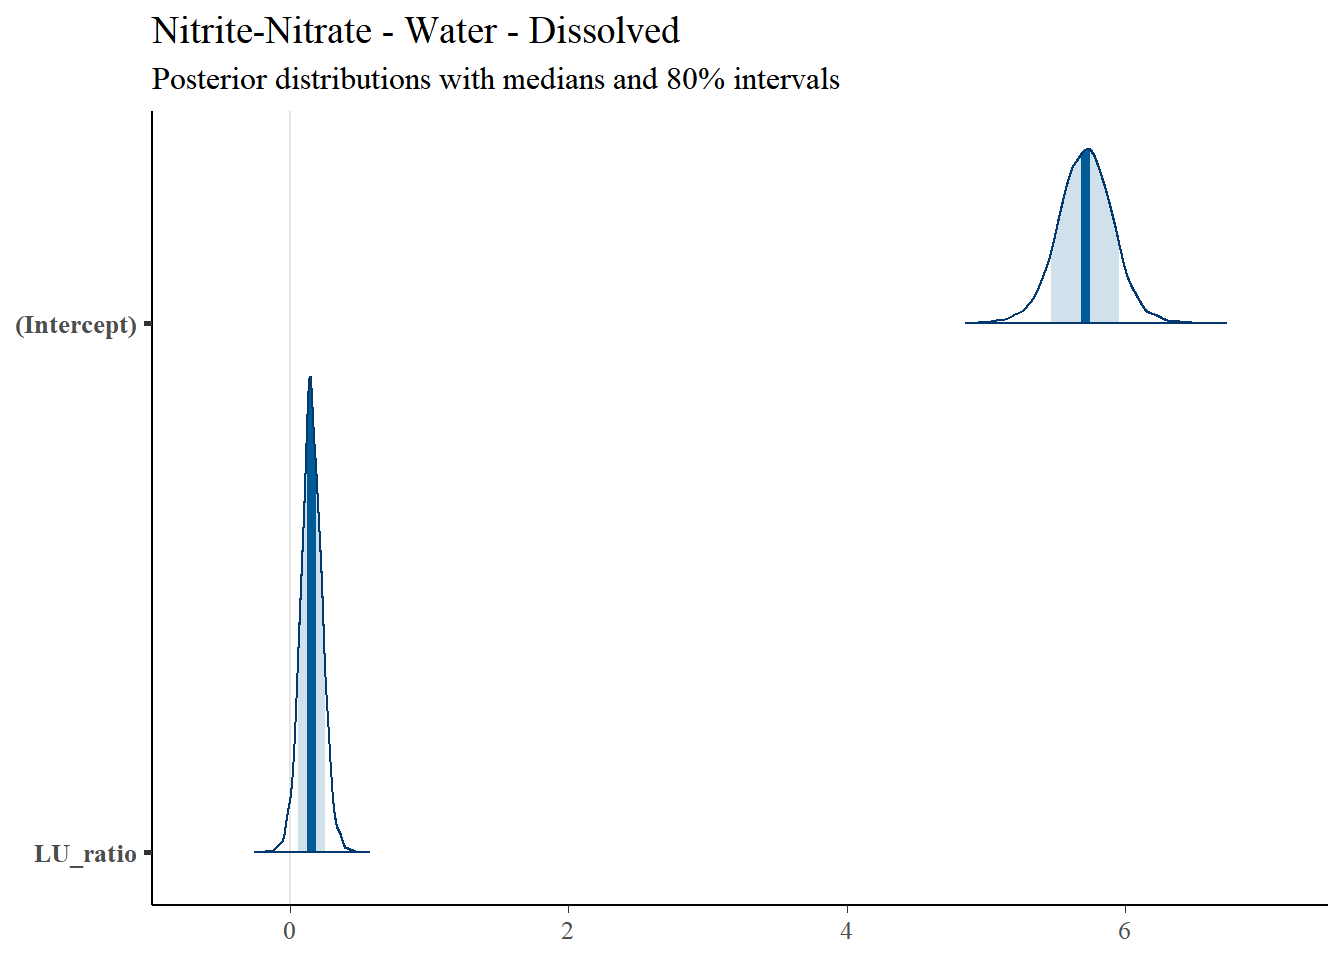 Nitrite-Nitrate - Water - Dissolved
Posterior distributions with medians and 80% intervals
(Intercept)
LU_ratio
0 2 4 6